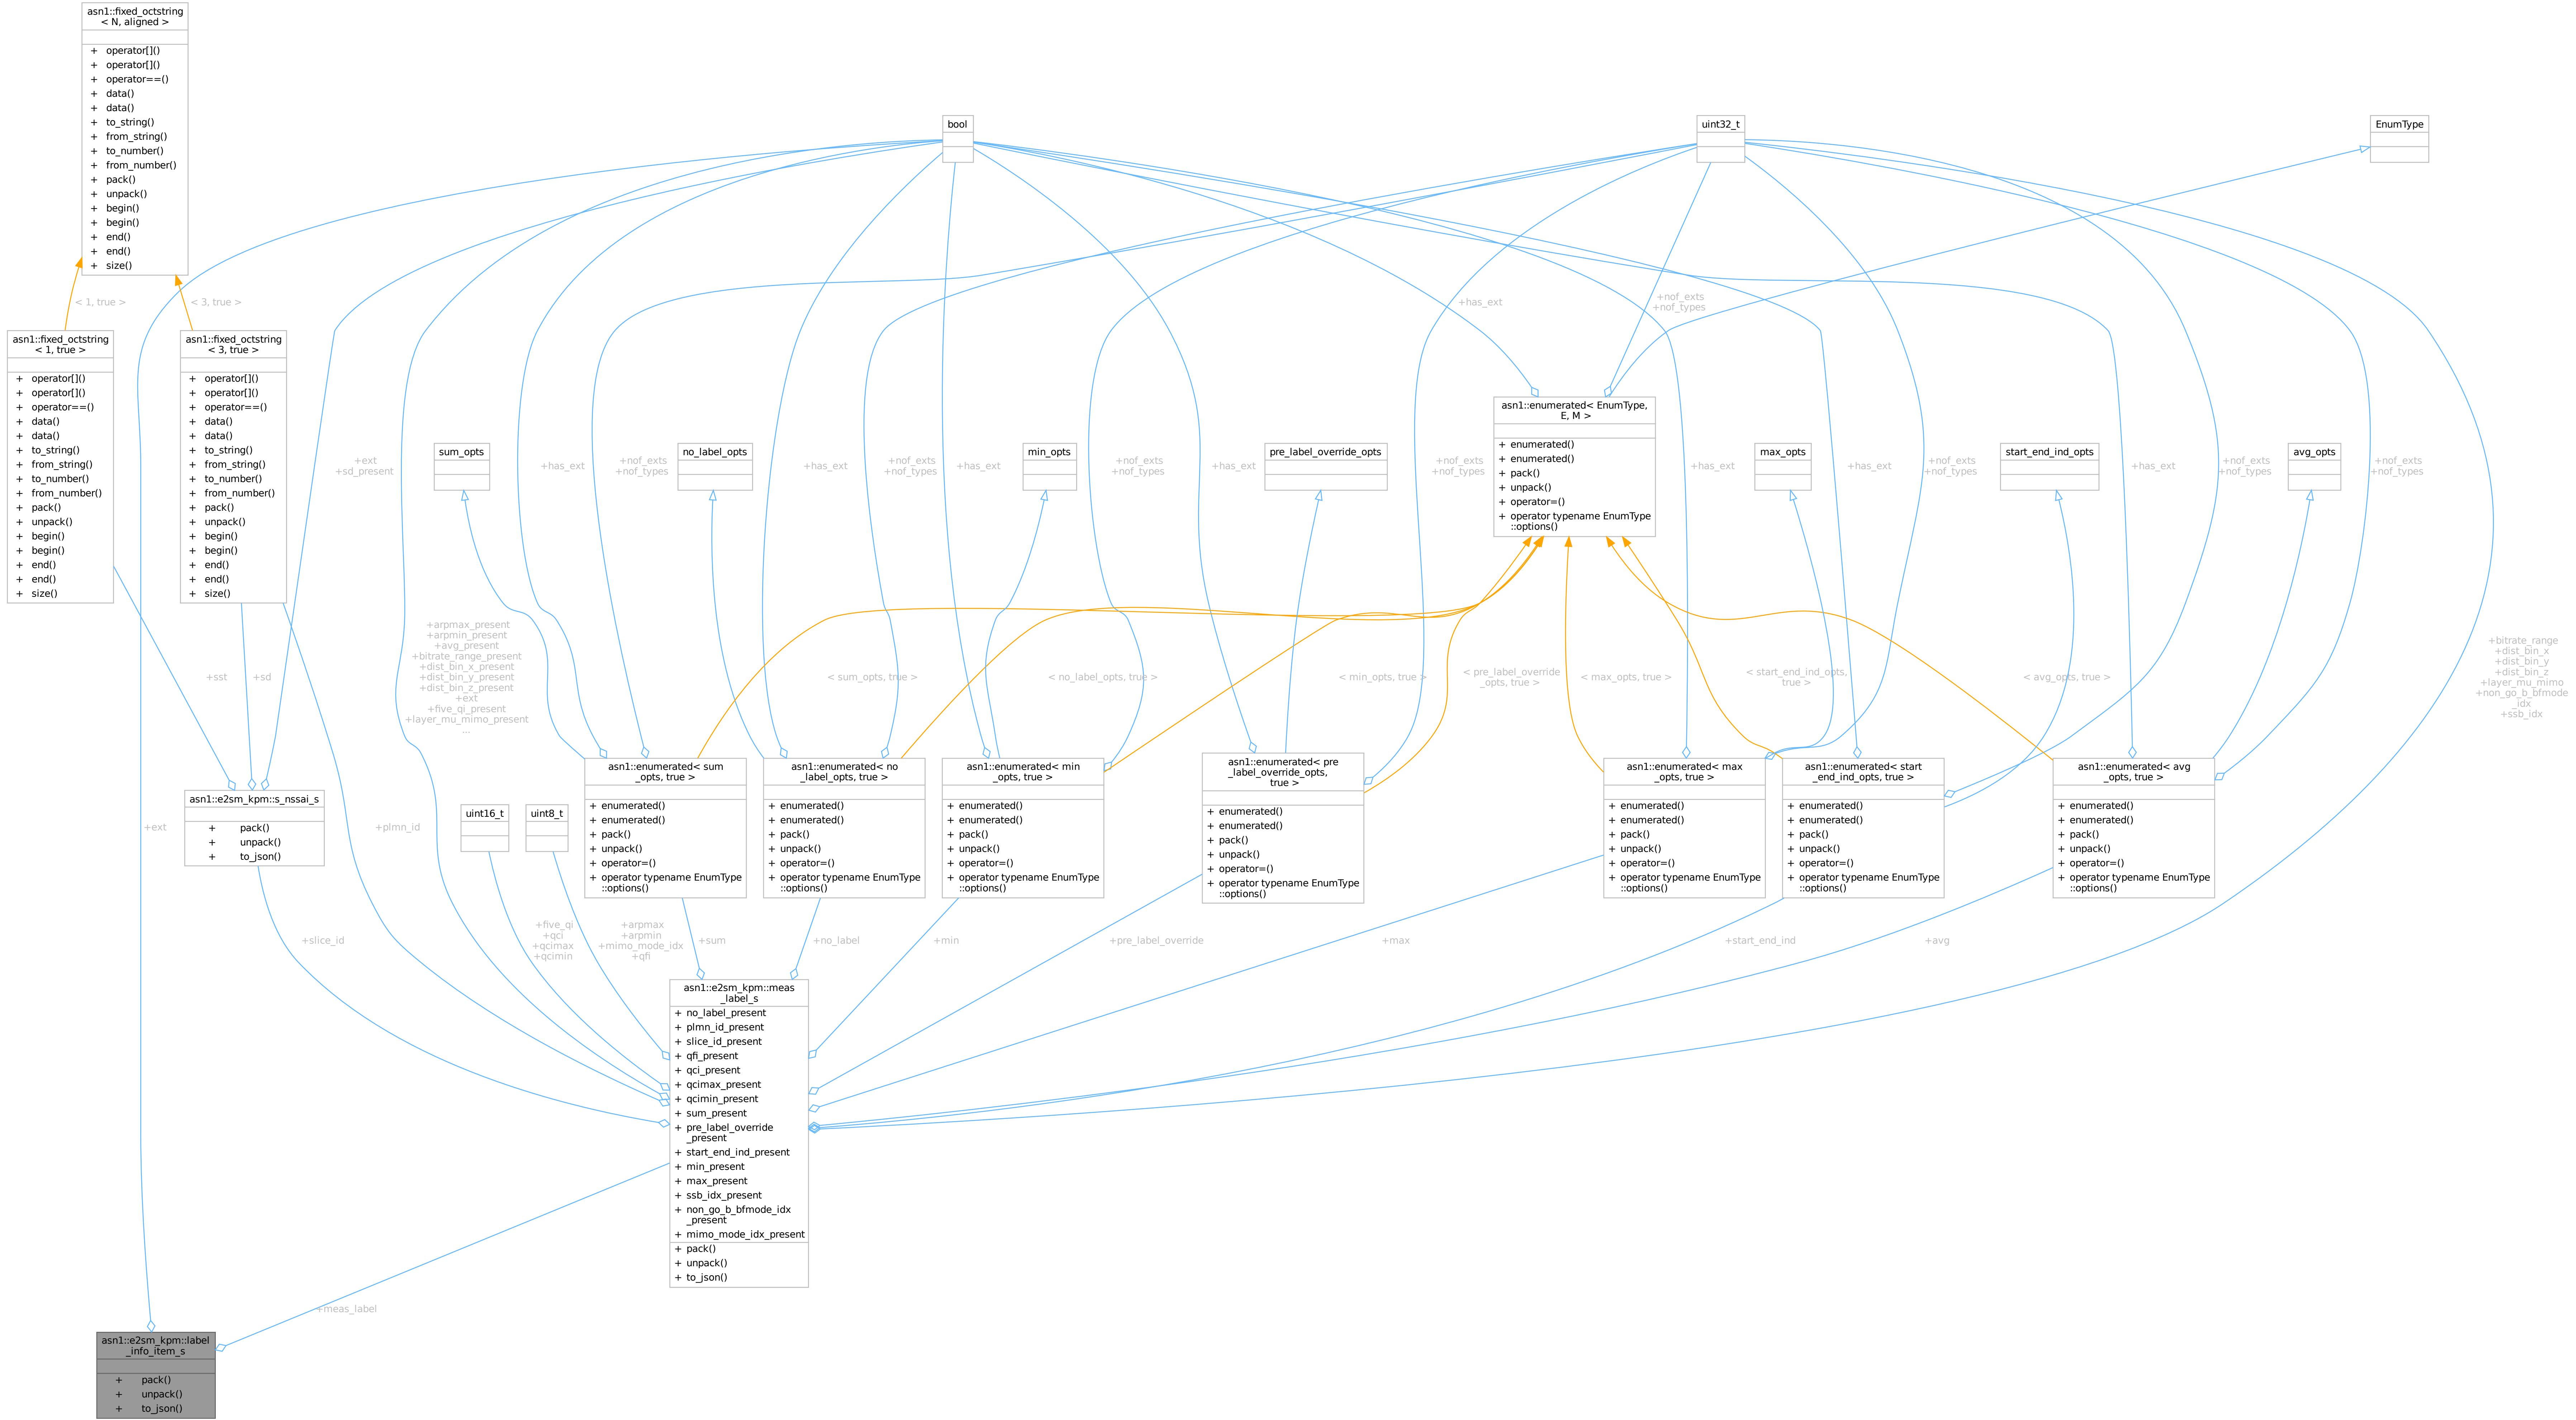 asn1::fixed_octstring
< N, aligned >
+ operator[]()
+ operator[]()
+ operator==()
+ data()
+ data()
+ to_string()
+ from_string()
+ to_number()
+ from_number()
+ pack()
+ unpack()
+ begin()
+ begin()
+ end()
+ end()
+ size()
bool
uint32_t
EnumType
< 1, true >
< 3, true >
+has_ext
+nof_exts
+nof_types
asn1::fixed_octstring
< 1, true >
+ operator[]()
+ operator[]()
+ operator==()
+ data()
+ data()
+ to_string()
+ from_string()
+ to_number()
+ from_number()
+ pack()
+ unpack()
+ begin()
+ begin()
+ end()
+ end()
+ size()
asn1::fixed_octstring
< 3, true >
+ operator[]()
+ operator[]()
+ operator==()
+ data()
+ data()
+ to_string()
+ from_string()
+ to_number()
+ from_number()
+ pack()
+ unpack()
+ begin()
+ begin()
+ end()
+ end()
+ size()
asn1::enumerated< EnumType,
E, M >
+ enumerated()
+ enumerated()
+ pack()
+ unpack()
+ operator=()
+ operator typename EnumType
::options()
+ext
+sd_present
sum_opts
+has_ext
+nof_exts
+nof_types
no_label_opts
+has_ext
+nof_exts
+nof_types
+has_ext
min_opts
+nof_exts
+nof_types
+has_ext
pre_label_override_opts
+nof_exts
+nof_types
+has_ext
max_opts
+has_ext
+nof_exts
+nof_types
start_end_ind_opts
+has_ext
+nof_exts
+nof_types
avg_opts
+nof_exts
+nof_types
+sst
+sd
+arpmax_present
+arpmin_present
+avg_present
+bitrate_range_present
+dist_bin_x_present
+dist_bin_y_present
+dist_bin_z_present
+ext
+five_qi_present
+layer_mu_mimo_present
...
< sum_opts, true >
< no_label_opts, true >
< min_opts, true >
< pre_label_override
_opts, true >
< max_opts, true >
< start_end_ind_opts,
true >
< avg_opts, true >
+bitrate_range
+dist_bin_x
+dist_bin_y
+dist_bin_z
+layer_mu_mimo
+non_go_b_bfmode
_idx
+ssb_idx
+ext
asn1::e2sm_kpm::s_nssai_s
+ pack()
+ unpack()
+ to_json()
+plmn_id
uint16_t
uint8_t
asn1::enumerated< sum
_opts, true >
+ enumerated()
+ enumerated()
+ pack()
+ unpack()
+ operator=()
+ operator typename EnumType
::options()
asn1::enumerated< no
_label_opts, true >
+ enumerated()
+ enumerated()
+ pack()
+ unpack()
+ operator=()
+ operator typename EnumType
::options()
asn1::enumerated< min
_opts, true >
+ enumerated()
+ enumerated()
+ pack()
+ unpack()
+ operator=()
+ operator typename EnumType
::options()
asn1::enumerated< pre
_label_override_opts,
true >
+ enumerated()
+ enumerated()
+ pack()
+ unpack()
+ operator=()
+ operator typename EnumType
::options()
asn1::enumerated< max
_opts, true >
+ enumerated()
+ enumerated()
+ pack()
+ unpack()
+ operator=()
+ operator typename EnumType
::options()
asn1::enumerated< start
_end_ind_opts, true >
+ enumerated()
+ enumerated()
+ pack()
+ unpack()
+ operator=()
+ operator typename EnumType
::options()
asn1::enumerated< avg
_opts, true >
+ enumerated()
+ enumerated()
+ pack()
+ unpack()
+ operator=()
+ operator typename EnumType
::options()
+slice_id
+five_qi
+qci
+qcimax
+qcimin
+arpmax
+arpmin
+mimo_mode_idx
+qfi
+sum
+no_label
+min
+pre_label_override
+max
+start_end_ind
+avg
asn1::e2sm_kpm::meas
_label_s
+ no_label_present
+ plmn_id_present
+ slice_id_present
+ qfi_present
+ qci_present
+ qcimax_present
+ qcimin_present
+ sum_present
+ pre_label_override
_present
+ start_end_ind_present
+ min_present
+ max_present
+ ssb_idx_present
+ non_go_b_bfmode_idx
_present
+ mimo_mode_idx_present
+ pack()
+ unpack()
+ to_json()
+meas_label
asn1::e2sm_kpm::label
_info_item_s
+ pack()
+ unpack()
+ to_json()